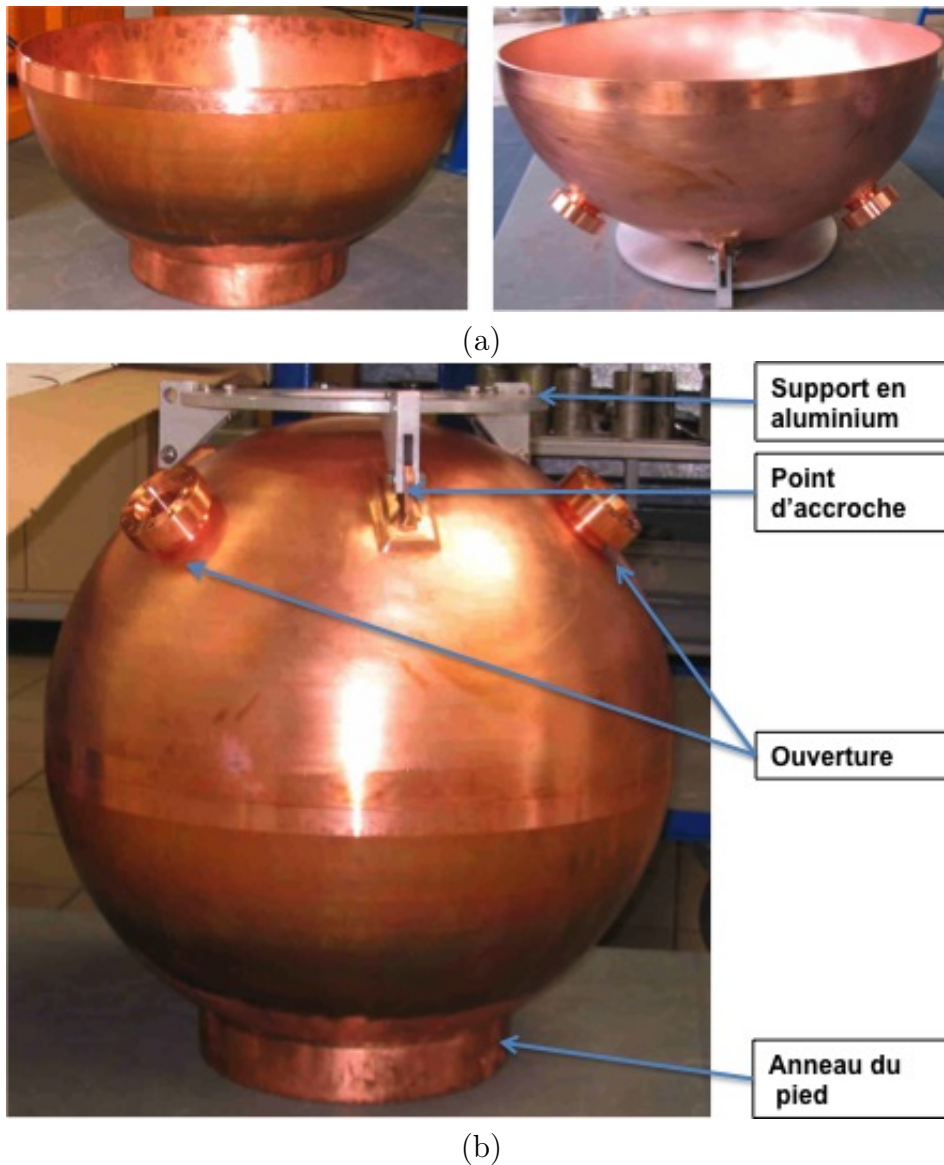 (a)
Support en
aluminium
Point
d’accroche
Ouverture
Anneau du
pied
(b)